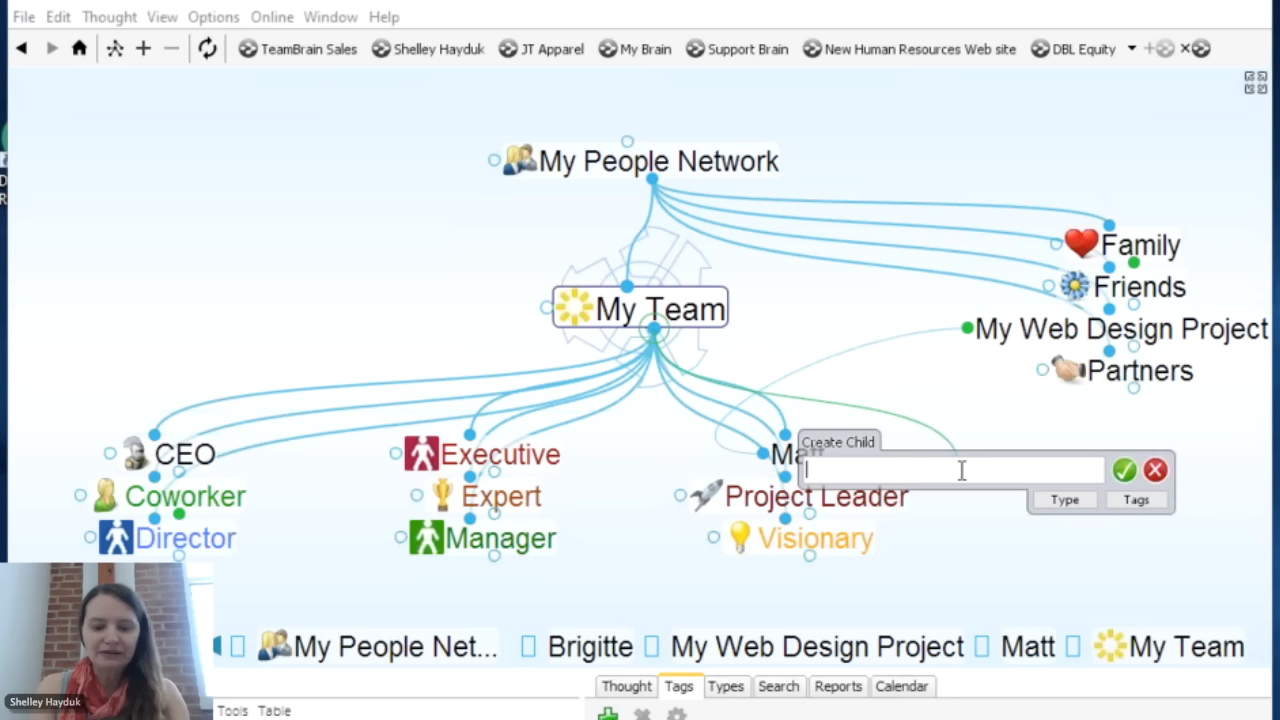 File Edit Thought View Options Online Window Help
TeamBrain Sales Shelley Hayduk JT Apparel My Brain Support Brain New Human Resources Web site DBL Equity
My People Network
Family
Friends
My Team
My Web Design Project
Partners
Create Child
CEO Executive
Coworker Expert Project Leader
Type Tags
Director Manager Visionary
My People Net... Brigitte My Web Design Project Matt My Team
Thought Tags Types Search Reports Calendar
Shelley Hayduk
Tools Table